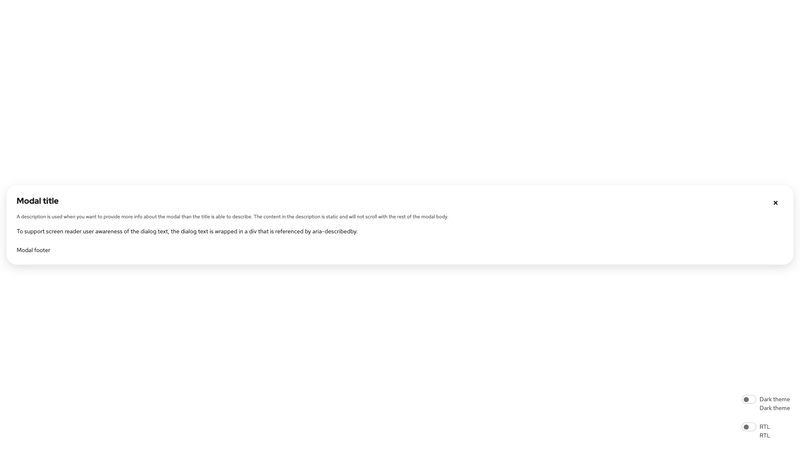 Modal title
A description is used when you want to provide more info about the modal than the title is able to describe. The content in the description is static and will not scroll with the rest of the modal body.
To support screen reader user awareness of the dialog text, the dialog text is wrapped in a div that is referenced by aria-describedby.
Modal footer
Dark theme
Dark theme
RTL
RTL